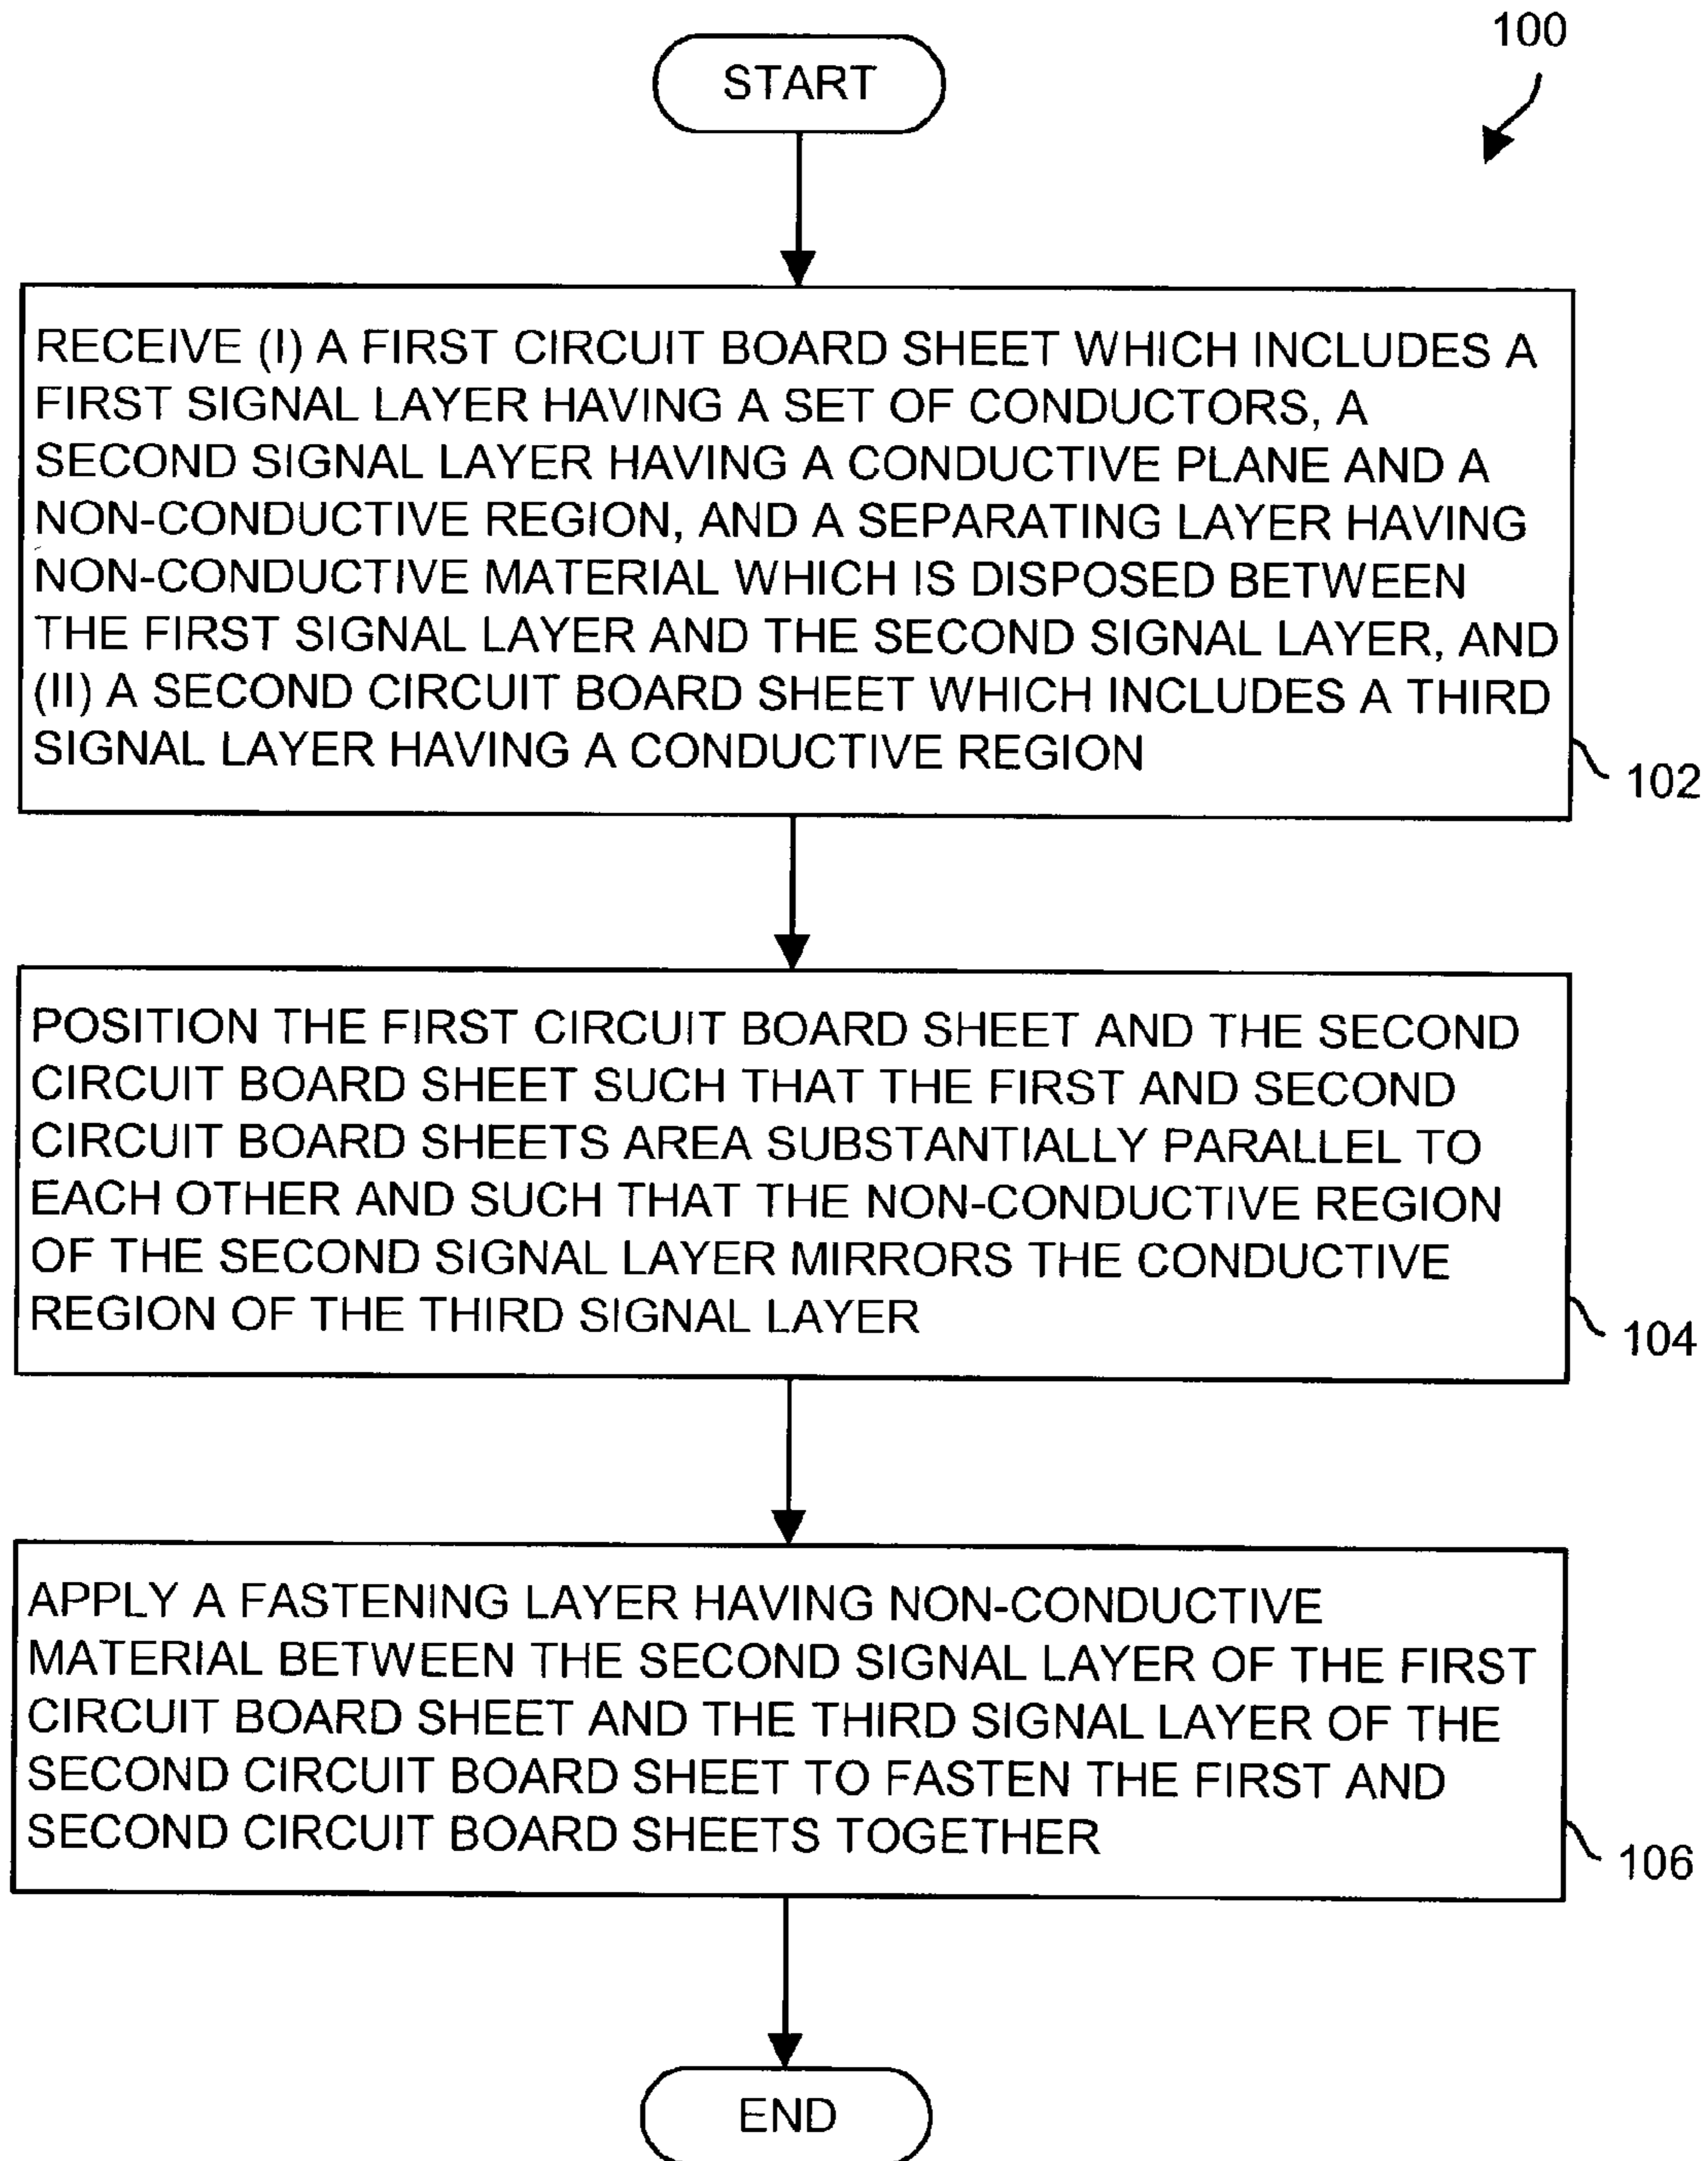 100
START
RECEIVE (I) A FIRST CIRCUIT BOARD SHEET WHICH INCLUDES A
FIRST SIGNAL LAYER HAVING A SET OF CONDUCTORS, A
SECOND SIGNAL LAYER HAVING A CONDUCTIVE PLANE AND A
NON-CONDUCTIVE REGION, AND A SEPARATING LAYER HAVING
NON-CONDUCTIVE MATERIAL WHICH IS DISPOSED BETWEEN
THE FIRST SIGNAL LAYER AND THE SECOND SIGNAL LAYER, AND
(II) A SECOND CIRCUIT BOARD SHEET WHICH INCLUDES A THIRD
SIGNAL LAYER HAVING A CONDUCTIVE REGION
102
POSITION THE FIRST CIRCUIT BOARD SHEET AND THE SECOND
CIRCUIT BOARD SHEET SUCH THAT THE FIRST AND SECOND
CIRCUIT BOARD SHEETS AREA SUBSTANTIALLY PARALLEL TO
EACH OTHER AND SUCH THAT THE NON-CONDUCTIVE REGION
OF THE SECOND SIGNAL LAYER MIRRORS THE CONDUCTIVE
REGION OF THE THIRD SIGNAL LAYER
104
APPLY A FASTENING LAYER HAVING NON-CONDUCTIVE
MATERIAL BETWEEN THE SECOND SIGNAL LAYER OF THE FIRST
CIRCUIT BOARD SHEET AND THE THIRD SIGNAL LAYER OF THE
SECOND CIRCUIT BOARD SHEET TO FASTEN THE FIRST AND
SECOND CIRCUIT BOARD SHEETS TOGETHER
106
END